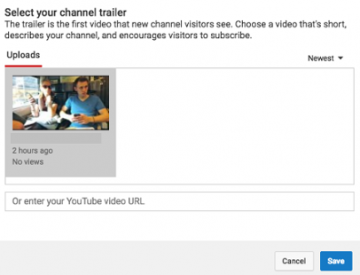 Select your channel trailer
The trailer is the first video that new channel visitors see. Choose a video that's short,
describes your channel, and encourages visitors to subscribe.
Uploads
Newest
2 hours ago
No views
Or enter your YouTube video URL
Cancel
Save